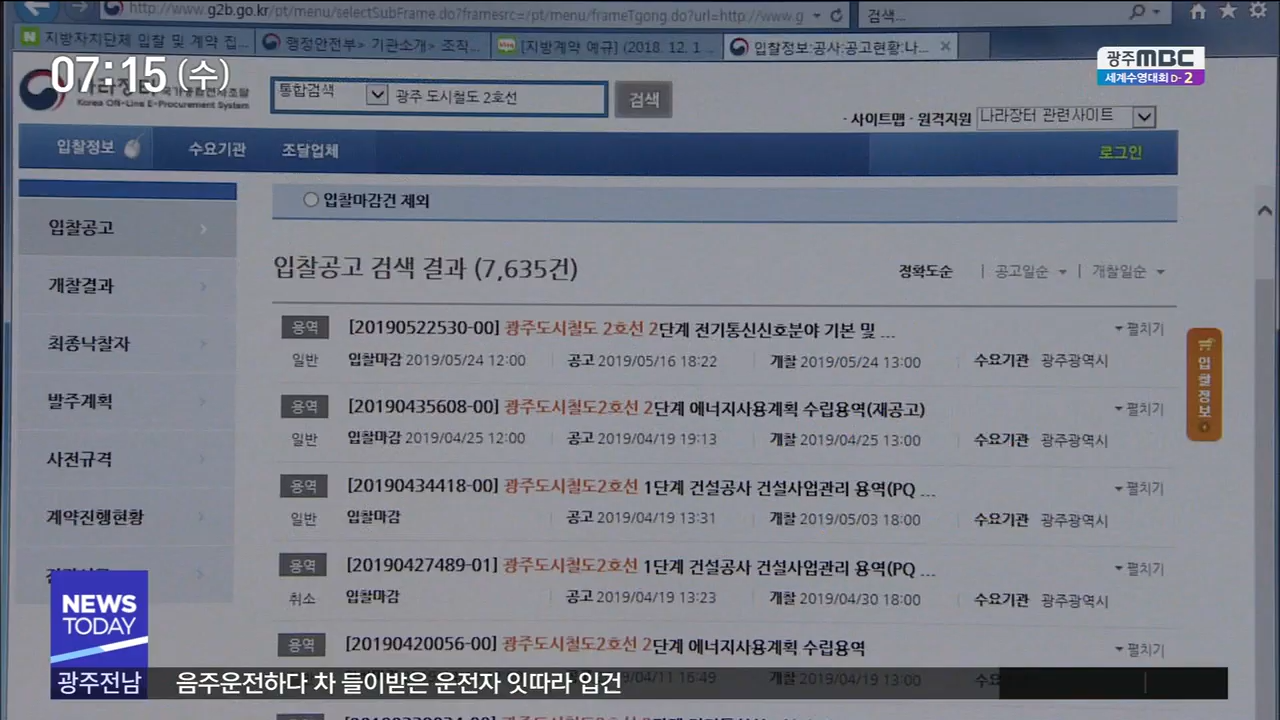 http://www.g2b.go.kr/pt/menu/selectSubFrame.do?framesrc=/pt/menu/frameTgong.do?url=http://www.g
검색...
지방자치단체 입찰 및 계약 집...
행정안전부> 기관소개> 조직...
[지방계약 예규] (2018. 12. 1...
입찰정보:공사:공고현황:나...
07:15 (수)
광주MBC
세계수영대회 D-2
Korea ON-Line E-Procurement System
통합검색
광주 도시철도 2호선
검색
· 사이트맵 · 원격지원
나라장터 관련사이트
입찰정보
수요기관
조달업체
로그인
입찰공고
개찰결과
최종낙찰자
발주계획
사전규격
계약진행현황
입찰마감건 제외
입찰공고 검색 결과 (7,635건)
정확도순 | 공고일순 | 개찰일순
용역 [20190522530-00] 광주도시철도 2호선 2단계 전기통신신호분야 기본 및 ... 펼치기
일반 입찰마감 2019/05/24 12:00 공고 2019/05/16 18:22 개찰 2019/05/24 13:00 수요기관 광주광역시
용역 [20190435608-00] 광주도시철도2호선 2단계 에너지사용계획 수립용역(재공고) 펼치기
일반 입찰마감 2019/04/25 12:00 공고 2019/04/19 19:13 개찰 2019/04/25 13:00 수요기관 광주광역시
용역 [20190434418-00] 광주도시철도2호선 1단계 건설공사 건설사업관리 용역(PQ ... 펼치기
일반 입찰마감 공고 2019/04/19 13:31 개찰 2019/05/03 18:00 수요기관 광주광역시
용역 [20190427489-01] 광주도시철도2호선 1단계 건설공사 건설사업관리 용역(PQ ... 펼치기
취소 입찰마감 공고 2019/04/19 13:23 개찰 2019/04/30 18:00 수요기관 광주광역시
용역 [20190420056-00] 광주도시철도2호선 2단계 에너지사용계획 수립용역 펼치기
입찰정보
NEWS
TODAY
광주전남
음주운전하다 차 들이받은 운전자 잇따라 입건